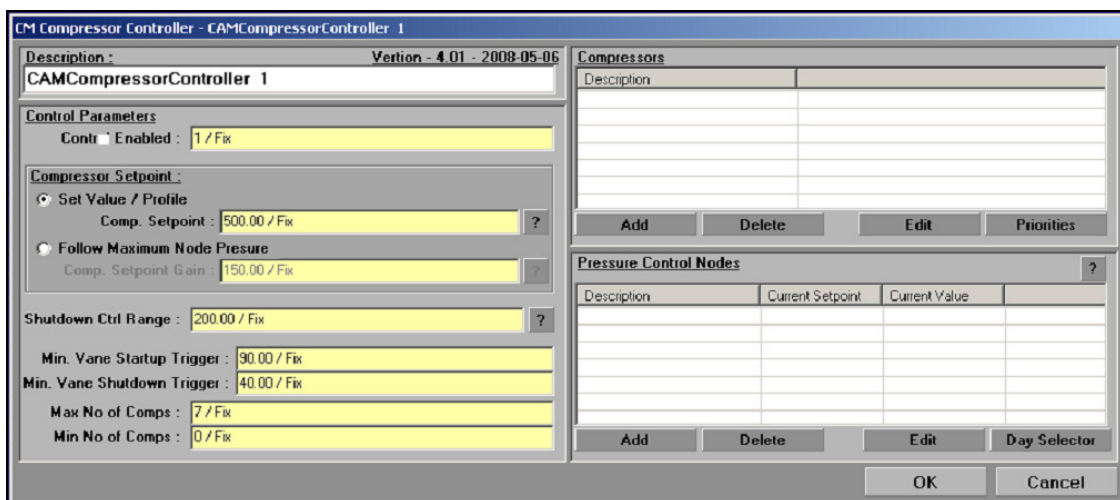 CM Compressor Controller - CAMCompressorController 1
Description : Vertion - 4.01 - 2008-05-06
CAMCompressorController 1
Control Parameters
Contr Enabled : 1 / Fix
Compressor Setpoint :
Set Value / Profile
Comp. Setpoint : 500.00 / Fix ?
Follow Maximum Node Presure
Comp. Setpoint Gain : 150.00 / Fix ?
Shutdown Ctrl Range : 200.00 / Fix ?
Min. Vane Startup Trigger : 90.00 / Fix
Min. Vane Shutdown Trigger : 40.00 / Fix
Max No of Comps : 7 / Fix
Min No of Comps : 0 / Fix
Compressors
Description
Add Delete Edit Priorities
Pressure Control Nodes ?
Description Current Setpoint Current Value
Add Delete Edit Day Selector
OK Cancel